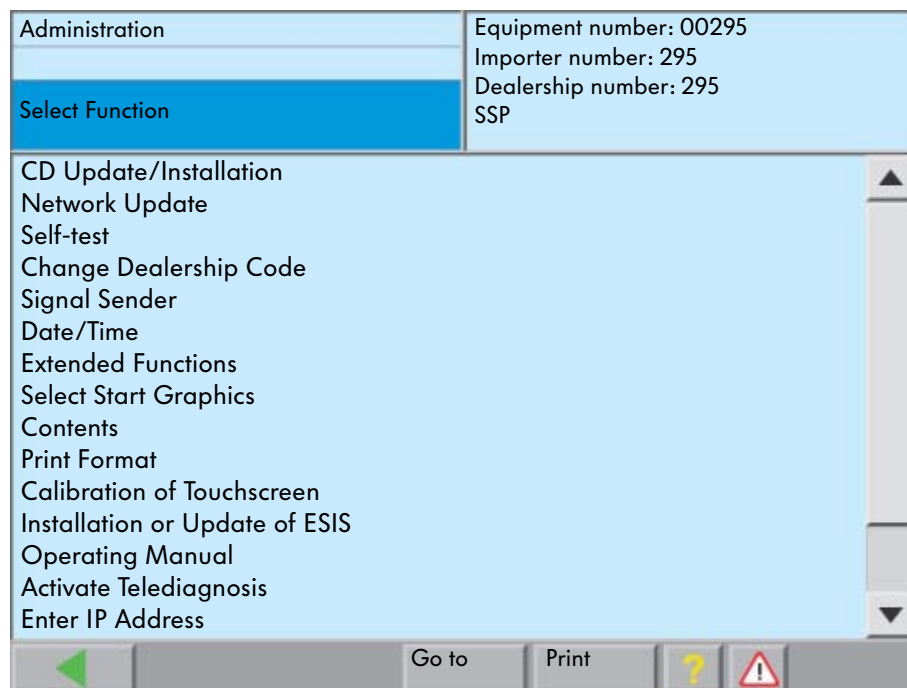 Administration
Select Function
Equipment number: 00295
Importer number: 295
Dealership number: 295
SSP
CD Update/Installation
Network Update
Self-test
Change Dealership Code
Signal Sender
Date/Time
Extended Functions
Select Start Graphics
Contents
Print Format
Calibration of Touchscreen
Installation or Update of ESIS
Operating Manual
Activate Telediagnosis
Enter IP Address
Go to
Print
?
!